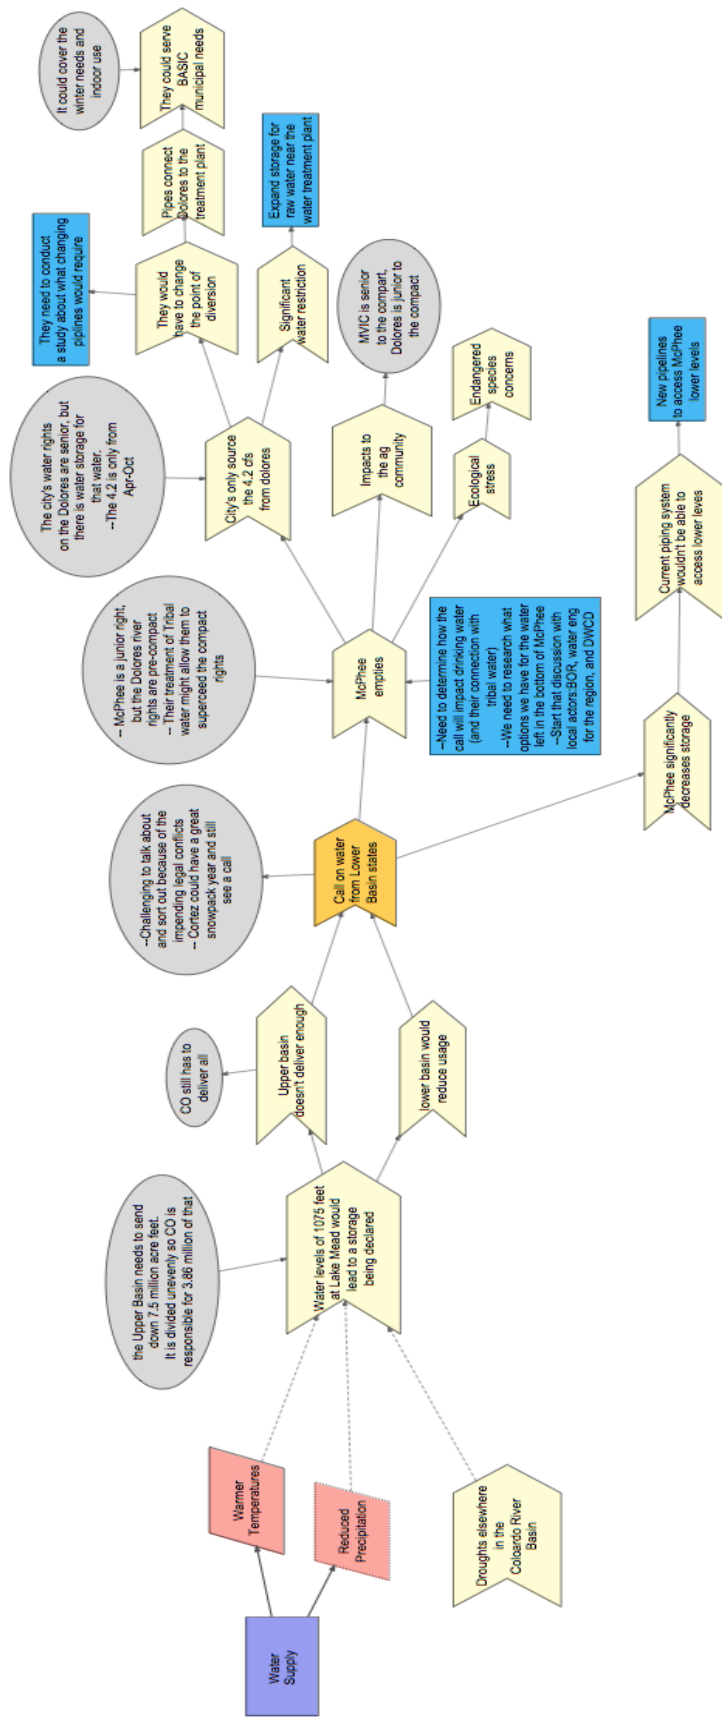 Water
Supply
Warmer
Temperatures
Reduced
Precipitation
Droughts elsewhere
in the
Coloardo River
Basin
the Upper Basin needs to send
down 7.5 million acre feet.
It is divided unevenly so CO is
responsible for 3.86 million of that
Water levels of 1075 feet
at Lake Mead would
lead to a storage
being declared
CO still has to
deliver all
Upper basin
doesn't deliver enough
lower basin would
reduce usage
--Challenging to talk about
and sort out because of the
impending legal conflicts
-- Cortez could have a great
snowpack year and still
see a call
Call on water
from Lower
Basin states
-- McPhee is a junior right,
but the Dolores river
rights are pre-compact
-- Their treatment of Tribal
water might allow them to
superceed the compact
rights
McPhee
empties
--Need to determine how the
call will impact drinking water
(and their connection with
tribal water)
--We need to research what
options we have for the water
left in the bottom of McPhee
--Start that discussion with
local actors:BOR, water eng
for the region, and DWCD
McPhee significantly
decreases storage
The city's water rights
on the Dolores are senior, but
there is water storage for
that water.
--The 4.2 is only from
Apr-Oct
City's only source
the 4.2 cfs
from dolores
Impacts to
the ag
community
Ecological
stress
Current piping system
wouldn't be able to
access lower leves
They need to conduct
a study about what changing
piplines would require
They would
have to change
the point of
diversion
Significant
water restriction
MVIC is senior
to the compart,
Dolores is junior to
the compact
Endangered
species
concerns
New pipelines
to access McPhee
lower levels
Pipes connect
Dolores to the
treatment plant
Expand storage for
raw water near the
water treatment plant
It could cover the
winter needs and
indoor use
They could serve
BASIC
municipal needs